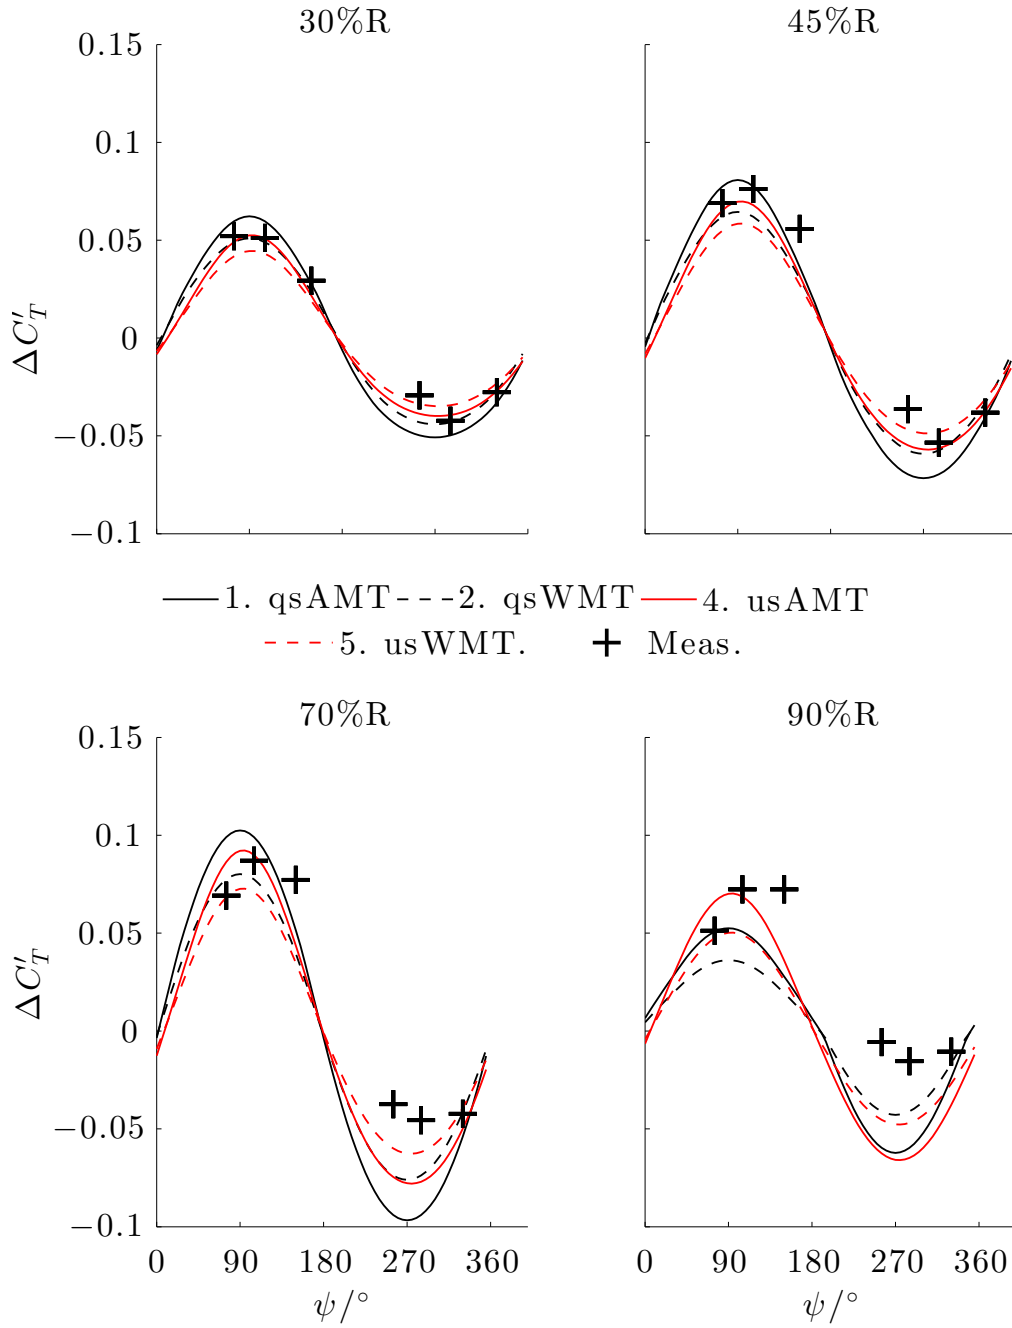 30%R 45%R
0.15
0.1
0.05
0
−0.05
−0.1
ΔC′T
1. qsAMT 2. qsWMT 4. usAMT
5. usWMT. Meas.
70%R 90%R
0.15
0.1
0.05
0
−0.05
−0.1
ΔC′T
0 90 180 270 360 0 90 180 270 360
ψ/° ψ/°